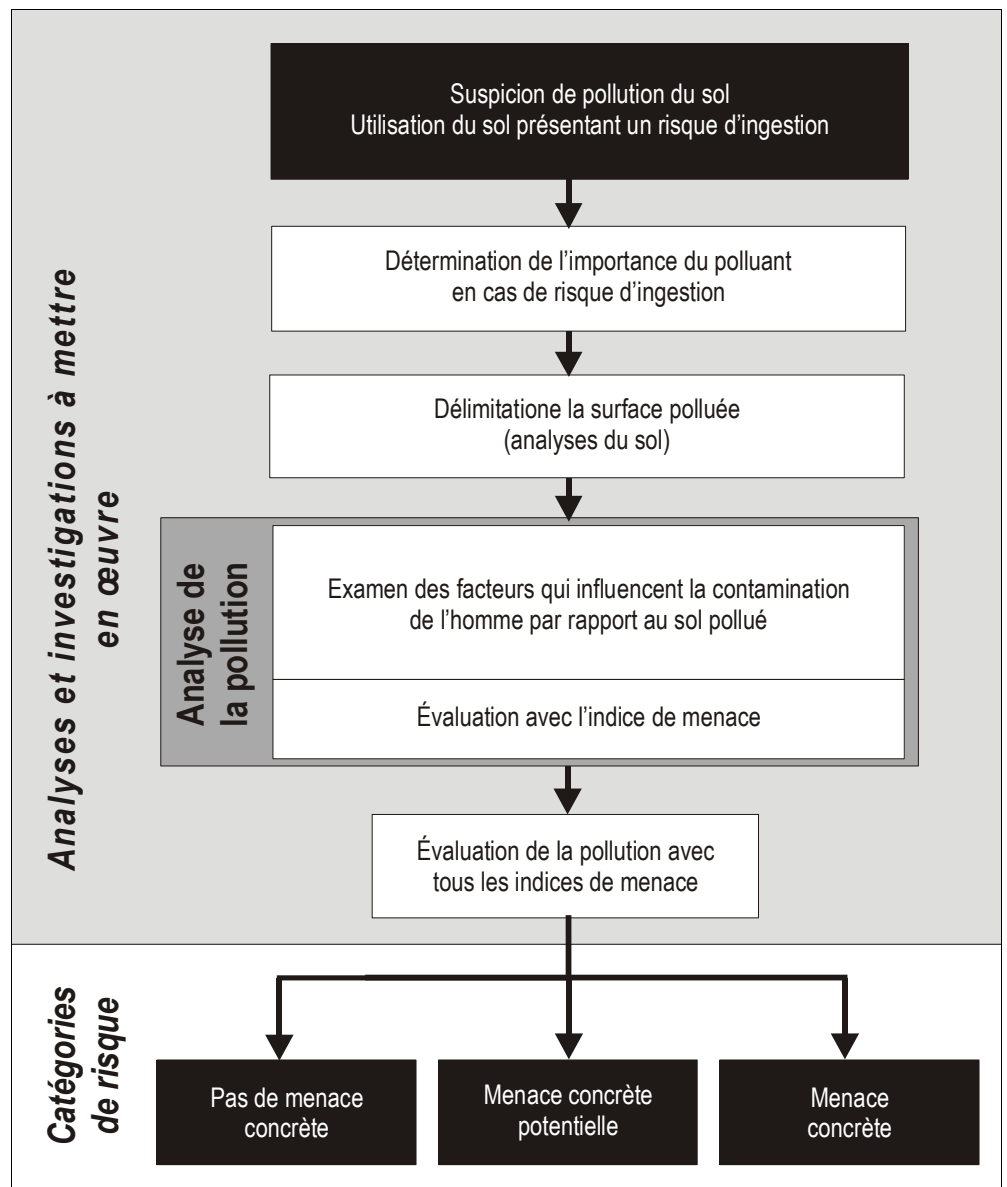 Suspicion de pollution du sol
Utilisation du sol présentant un risque d'ingestion
Détermination de l'importance du polluant
en cas de risque d'ingestion
Délimitatione la surface polluée
(analyses du sol)
Analyses et investigations à mettre
en œuvre
Analyse de
la pollution
Examen des facteurs qui influencent la contamination
de l'homme par rapport au sol pollué
Évaluation avec l'indice de menace
Évaluation de la pollution avec
tous les indices de menace
Catégories
de risque
Pas de menace
concrète
Menace concrète
potentielle
Menace
concrète